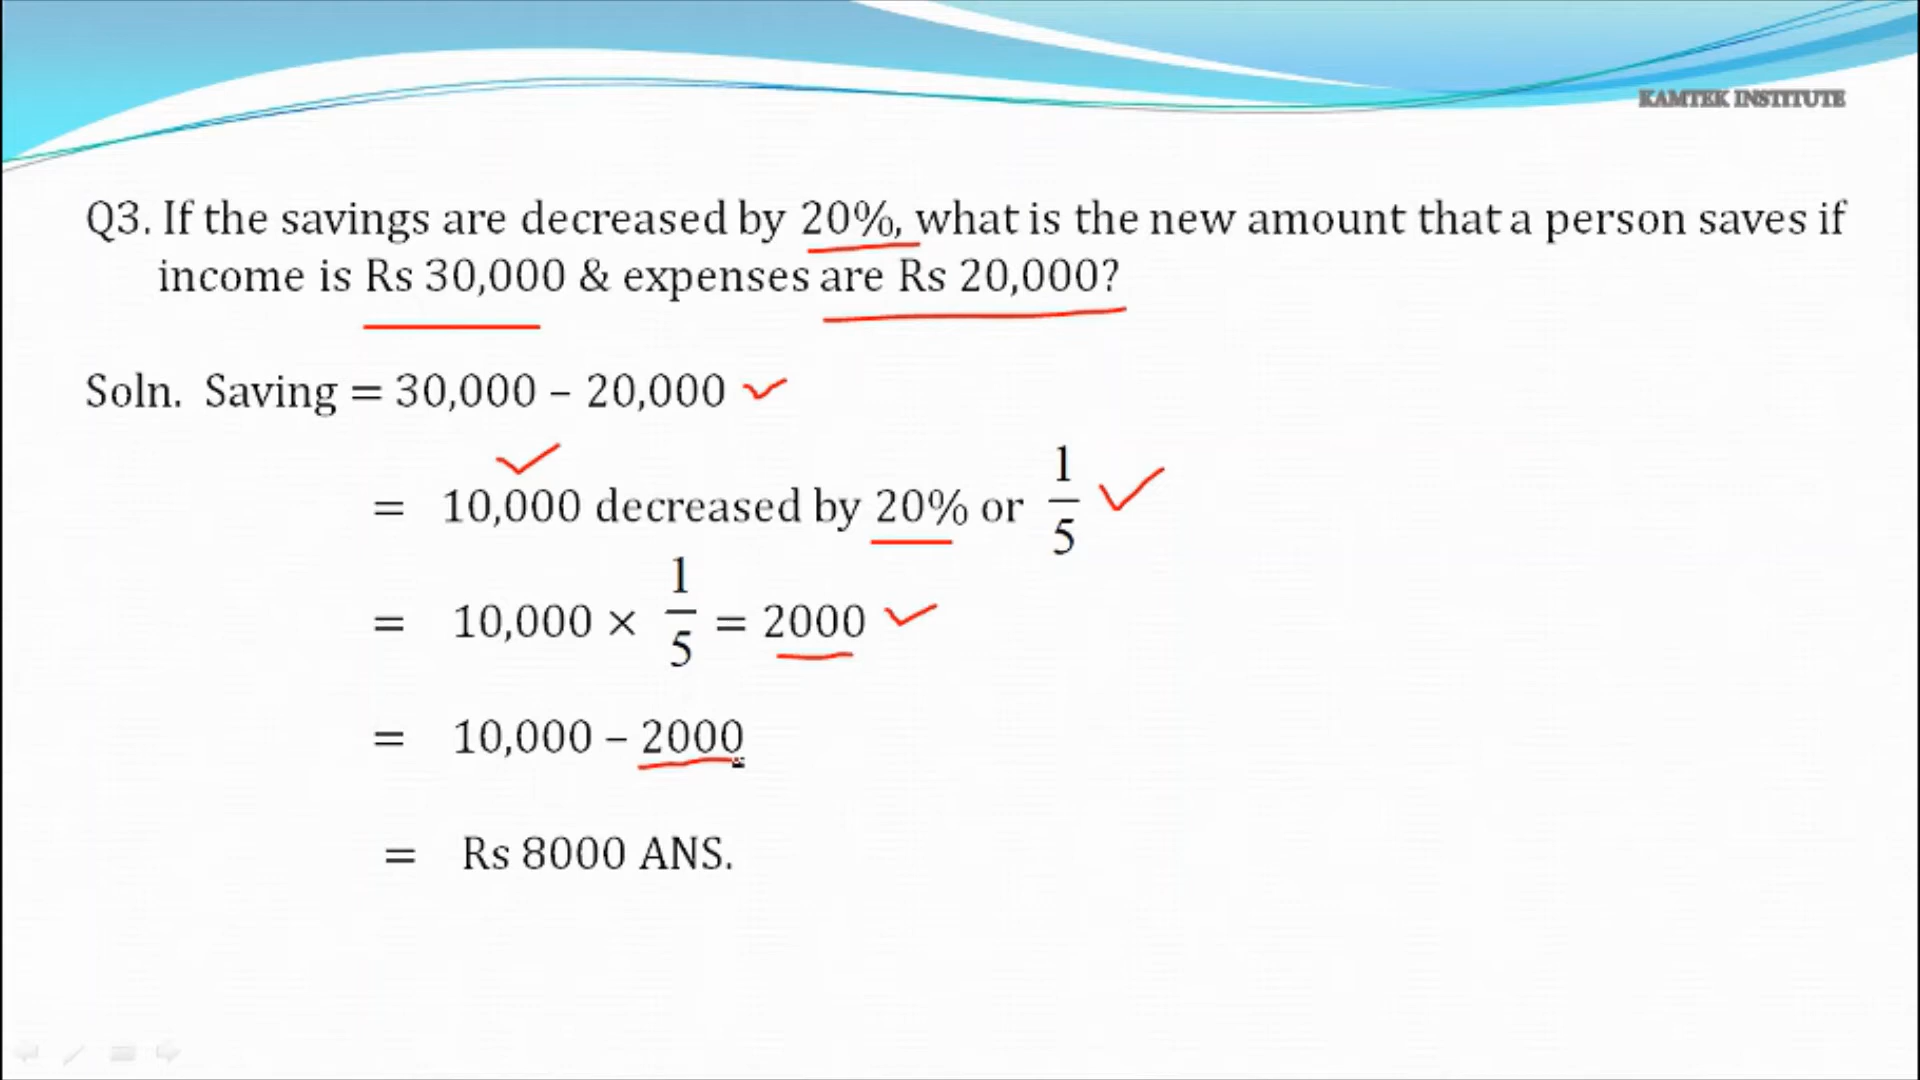 KAMTEK INSTITUTE
Q3. If the savings are decreased by 20%, what is the new amount that a person saves if
income is Rs 30,000 & expenses are Rs 20,000?
Soln. Saving = 30,000 – 20,000
= 10,000 decreased by 20% or 1/5
= 10,000 × 1/5 = 2000
= 10,000 – 2000
= Rs 8000 ANS.